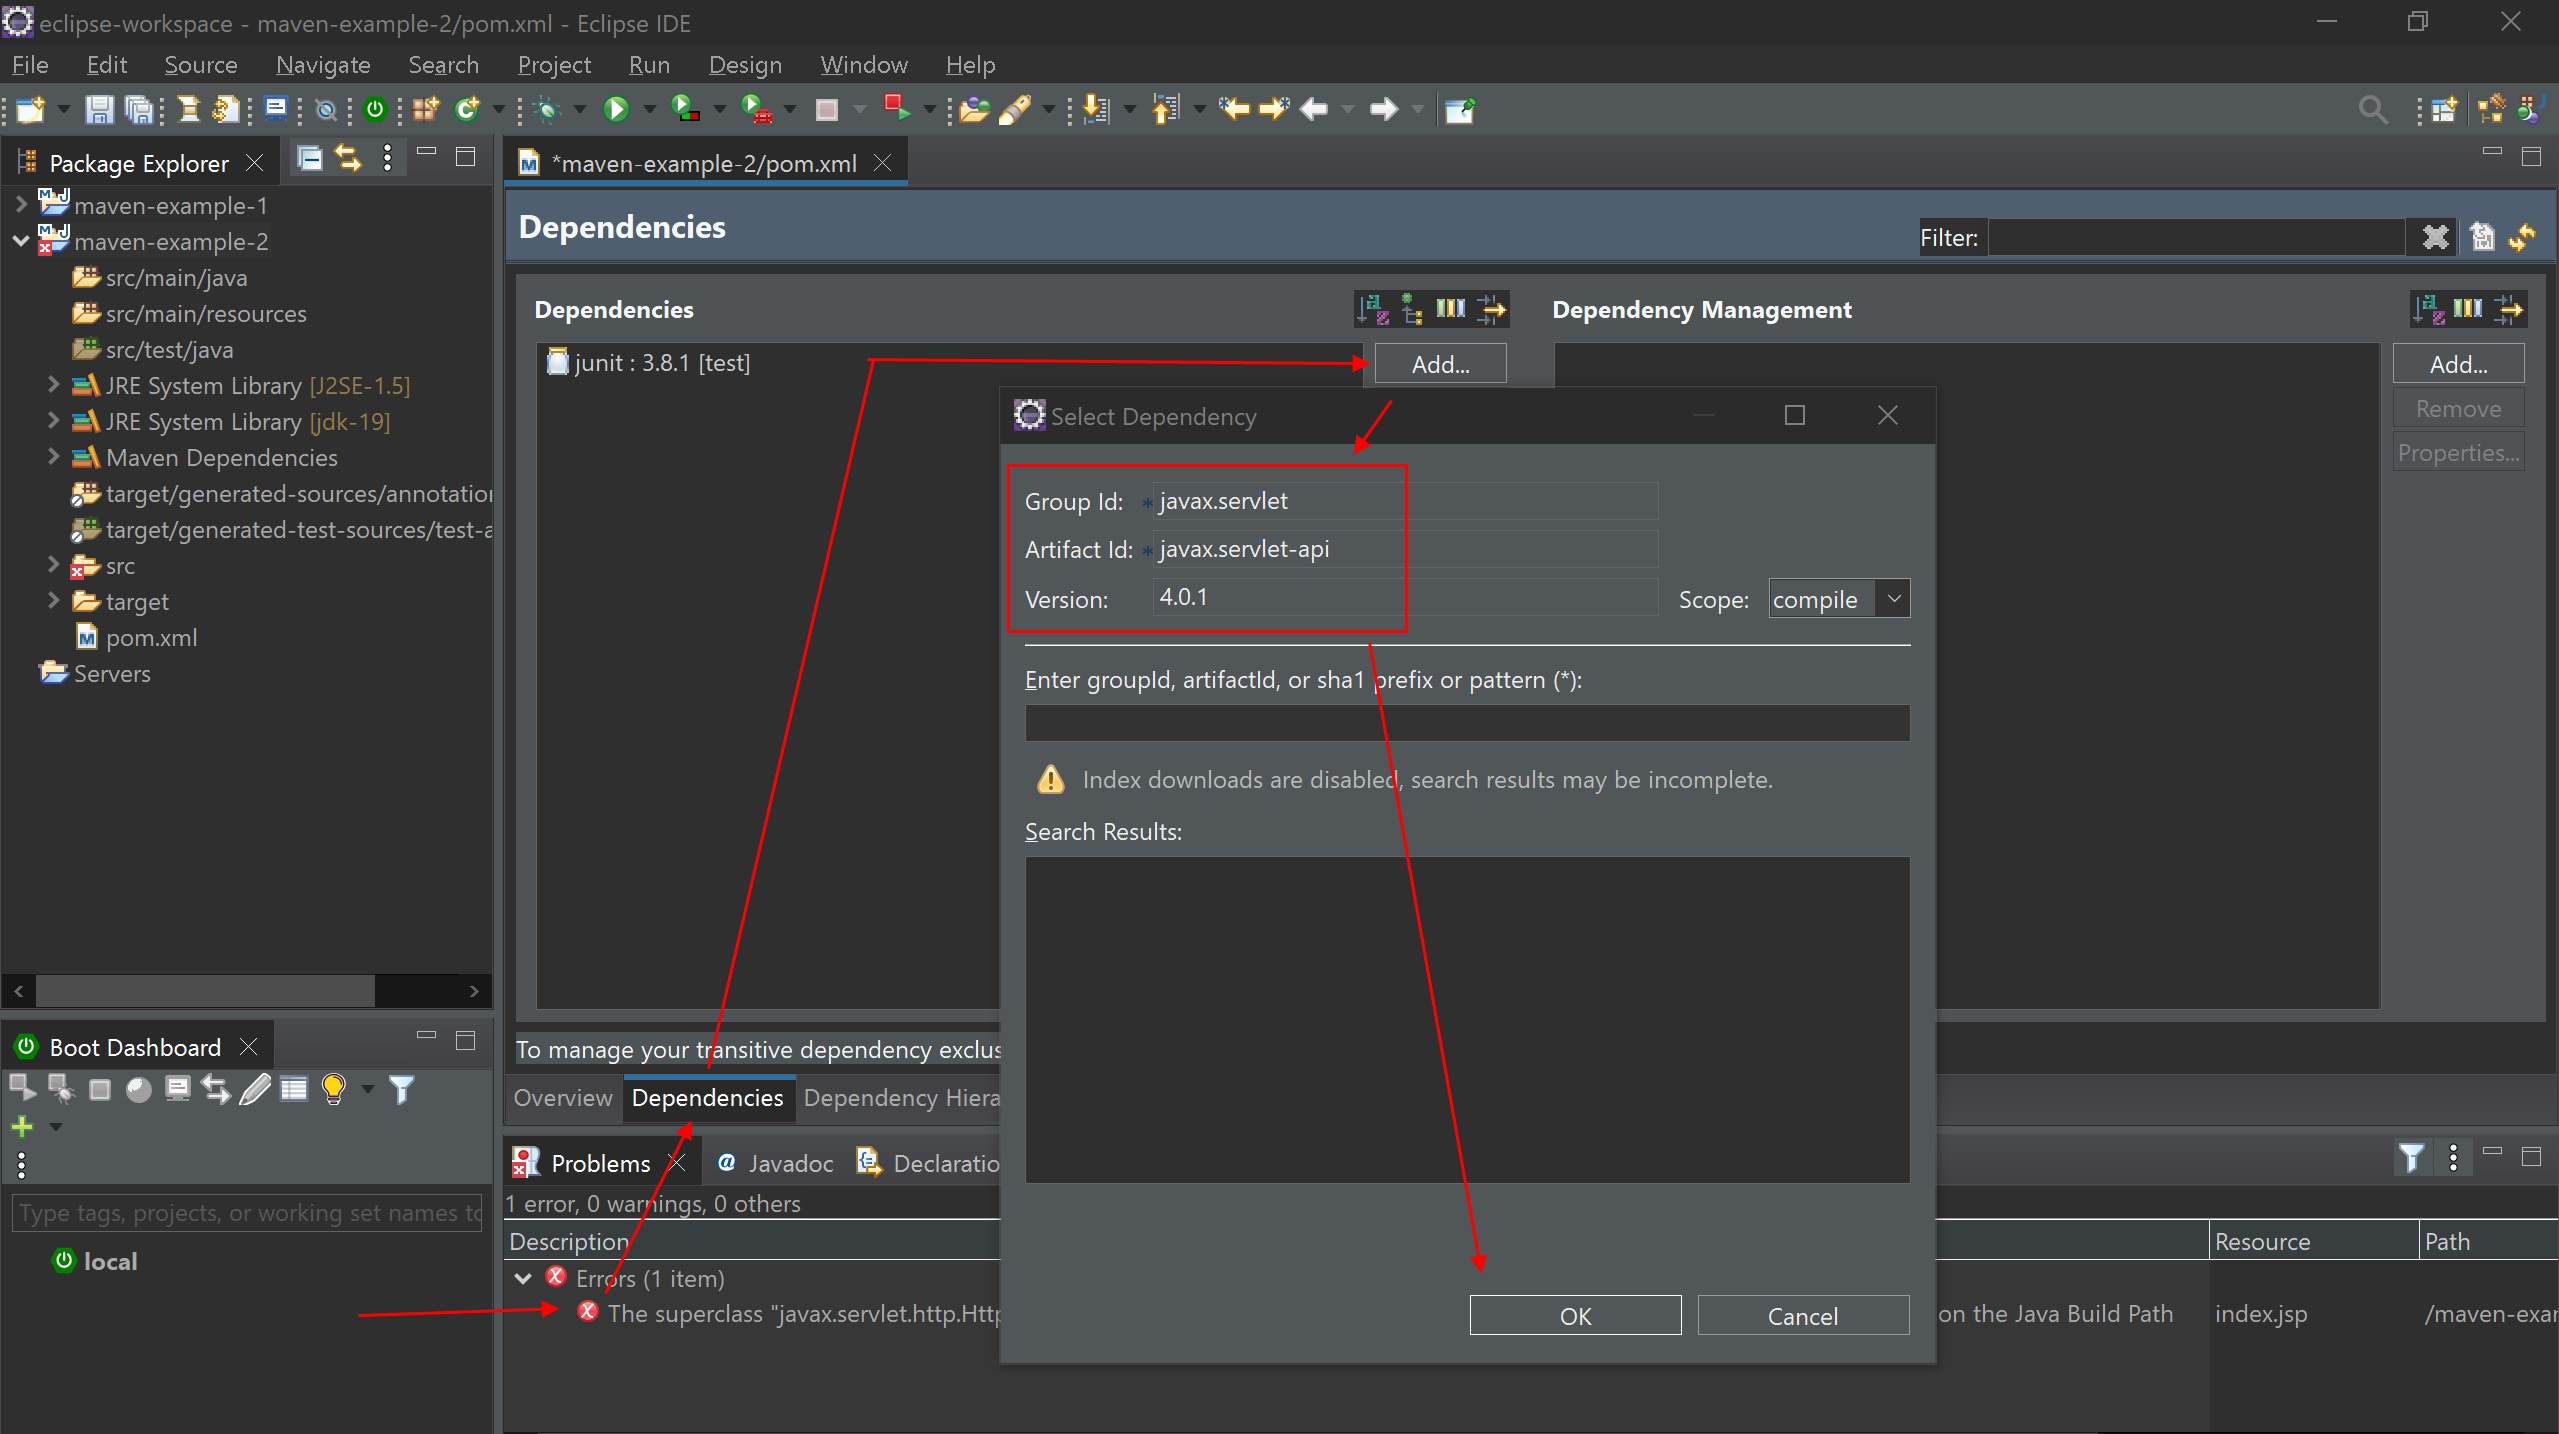 eclipse-workspace - maven-example-2/pom.xml - Eclipse IDE
File Edit Source Navigate Search Project Run Design Window Help
Package Explorer
maven-example-1
maven-example-2
src/main/java
src/main/resources
src/test/java
JRE System Library [J2SE-1.5]
JRE System Library [jdk-19]
Maven Dependencies
target/generated-sources/annotation
target/generated-test-sources/test-a
src
target
pom.xml
Servers
Boot Dashboard
Type tags, projects, or working set names to
local
*maven-example-2/pom.xml
Dependencies
Filter:
Dependencies
junit : 3.8.1 [test]
Add...
Dependency Management
Add...
Remove
Properties...
Select Dependency
Group Id: * javax.servlet
Artifact Id: * javax.servlet-api
Version: 4.0.1
Scope: compile
Enter groupId, artifactId, or sha1 prefix or pattern (*):
Index downloads are disabled, search results may be incomplete.
Search Results:
OK Cancel
To manage your transitive dependency exclus
Overview Dependencies Dependency Hiera
Problems @ Javadoc Declaratio
1 error, 0 warnings, 0 others
Description Resource Path
Errors (1 item)
The superclass "javax.servlet.http.Http on the Java Build Path index.jsp /maven-exar